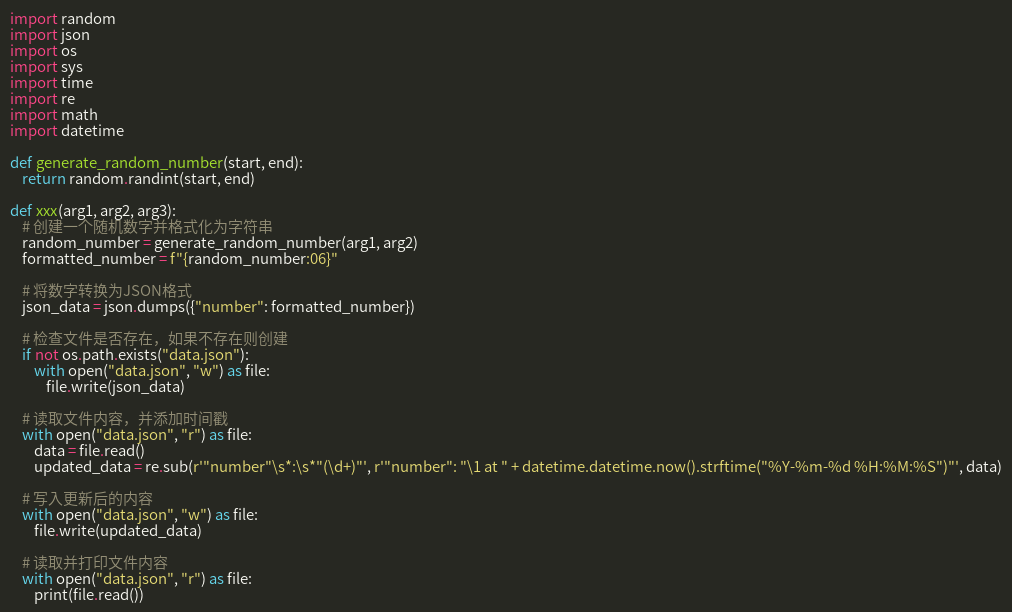 import random
import json
import os
import sys
import time
import re
import math
import datetime

def generate_random_number(start, end):
    return random.randint(start, end)

def xxx(arg1, arg2, arg3):
    # 创建一个随机数字并格式化为字符串
    random_number = generate_random_number(arg1, arg2)
    formatted_number = f"{random_number:06}"

    # 将数字转换为JSON格式
    json_data = json.dumps({"number": formatted_number})

    # 检查文件是否存在，如果不存在则创建
    if not os.path.exists("data.json"):
        with open("data.json", "w") as file:
            file.write(json_data)

    # 读取文件内容，并添加时间戳
    with open("data.json", "r") as file:
        data = file.read()
        updated_data = re.sub(r'"number"\s*:\s*"(\d+)"', r'"number": "\1 at " + datetime.datetime.now().strftime("%Y-%m-%d %H:%M:%S")"', data)

    # 写入更新后的内容
    with open("data.json", "w") as file:
        file.write(updated_data)

    # 读取并打印文件内容
    with open("data.json", "r") as file:
        print(file.read())